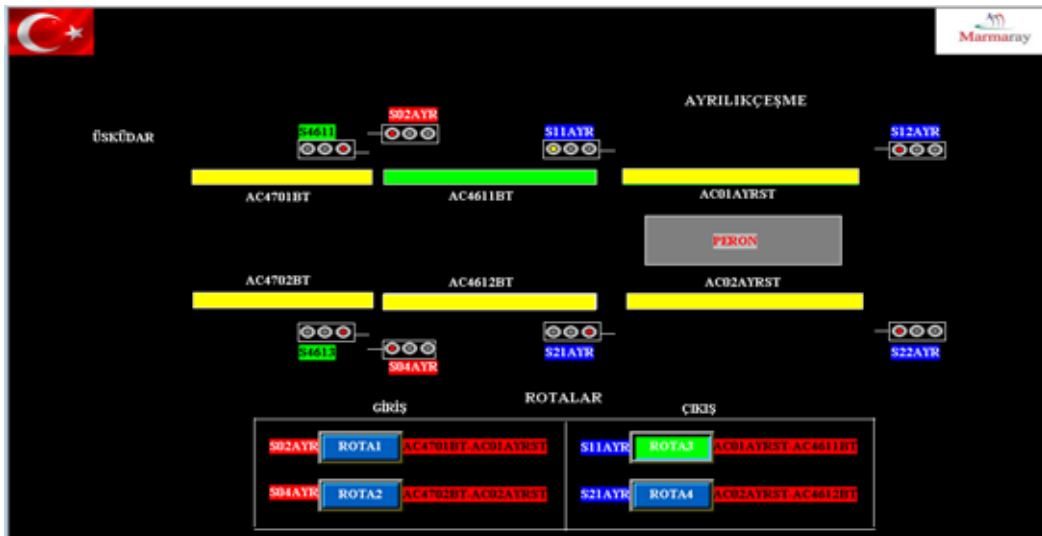 Marmaray
AYRILIKÇEŞME
ÜSKÜDAR
S4611
S02AYR
S11AYR
S12AYR
AC4701BT
AC4611BT
AC01AYRST
PERON
AC4702BT
AC4612BT
AC02AYRST
S4613
S04AYR
S21AYR
S22AYR
ROTALAR
GİRİŞ
ÇIKIŞ
S02AYR ROTA1 AC4701BT-AC01AYRST
S11AYR ROTA3 AC01AYRST-AC4611BT
S04AYR ROTA2 AC4702BT-AC02AYRST
S21AYR ROTA4 AC02AYRST-AC4612BT